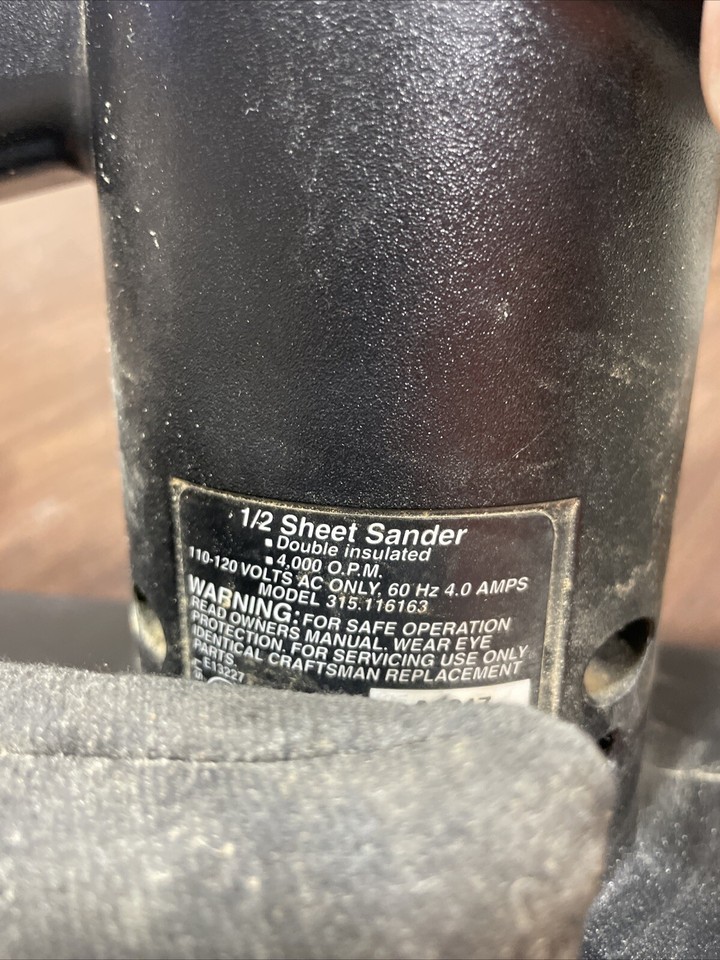 1/2 Sheet Sander
▪ Double insulated
▪ 4,000 O.P.M.
110-120 VOLTS AC ONLY, 60 Hz 4.0 AMPS
MODEL 315.116163
WARNING: FOR SAFE OPERATION
READ OWNERS MANUAL. WEAR EYE
PROTECTION. FOR SERVICING USE ONLY
IDENTICAL CRAFTSMAN REPLACEMENT
PARTS.
E13227